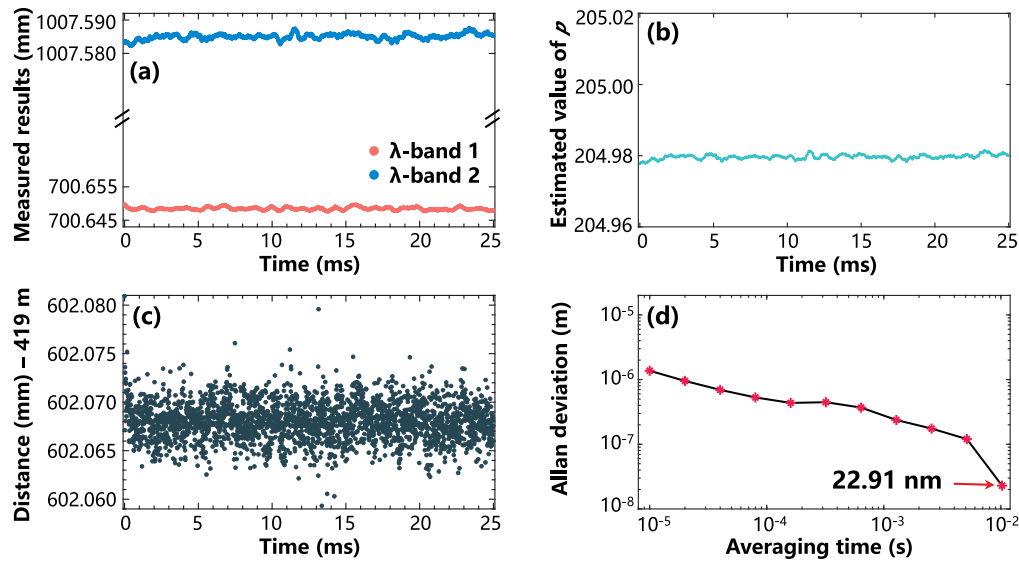 (a)
Measured results (mm)
1007.590
1007.580
700.655
700.645
λ-band 1
λ-band 2
0 5 10 15 20 25
Time (ms)
(b)
Estimated value of ρ
205.02
205.00
204.98
204.96
0 5 10 15 20 25
Time (ms)
(c)
Distance (mm) – 419 m
602.080
602.075
602.070
602.065
602.060
0 5 10 15 20 25
Time (ms)
(d)
Allan deviation (m)
10⁻⁵
10⁻⁶
10⁻⁷
10⁻⁸
22.91 nm
10⁻⁵ 10⁻⁴ 10⁻³ 10⁻²
Averaging time (s)